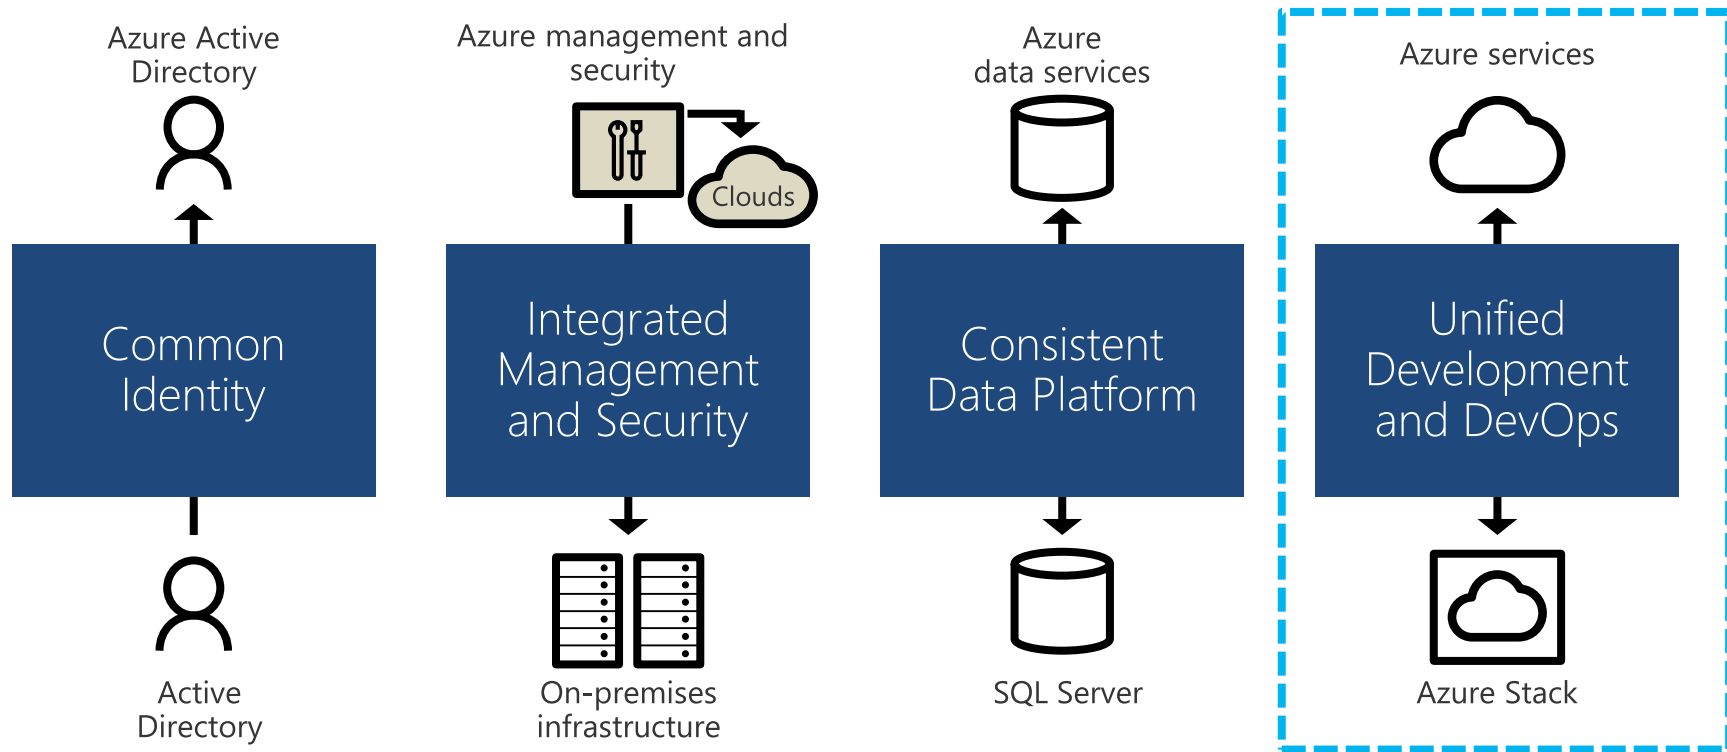 Azure Active
Directory
Common
Identity
Active
Directory
Azure management and
security
Clouds
Integrated
Management
and Security
On-premises
infrastructure
Azure
data services
Consistent
Data Platform
SQL Server
Azure services
Unified
Development
and DevOps
Azure Stack